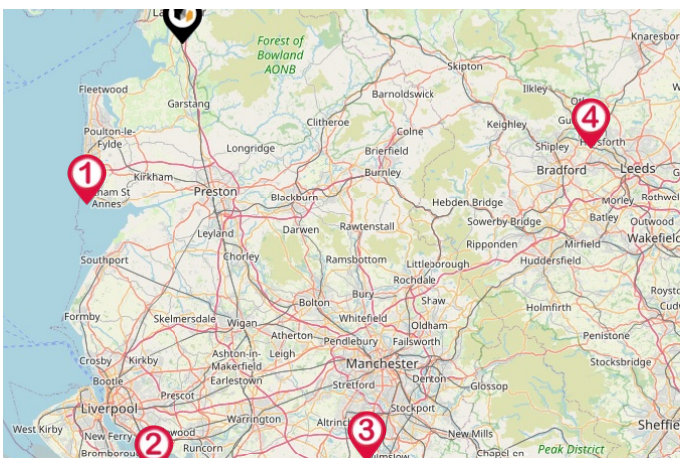 Forest of
Bowland
AONB
Skipton
Knaresbor
Fleetwood
Garstang
Barnoldswick
Ilkley
Poulton-le-
Fylde
Clitheroe
Colne
Keighley
4
Longridge
Brierfield
Shipley
Horsforth
1
Kirkham
Preston
Burnley
Bradford
Leeds
Annes
Blackburn
Hebden Bridge
Morley
Rothwel
Leyland
Darwen
Rawtenstall
Sowerby Bridge
Batley
Outwood
Ripponden
Mirfield
Wakefield
Southport
Chorley
Ramsbottom
Littleborough
Huddersfield
Rochdale
Bolton
Bury
Shaw
Holmfirth
Formby
Skelmersdale
Wigan
Whitefield
Oldham
Penistone
Atherton
Pendlebury
Failsworth
Crosby
Kirkby
Ashton-in-
Makerfield
Leigh
Manchester
Stocksbridge
Bootle
Earlestown
Stretford
Denton
Glossop
Prescot
Liverpool
Stockport
Warrington
Altrinc
3
Sheffie
West Kirby
New Ferry
2
Runcorn
New Mills
Bromborou
Chapel en
Peak District